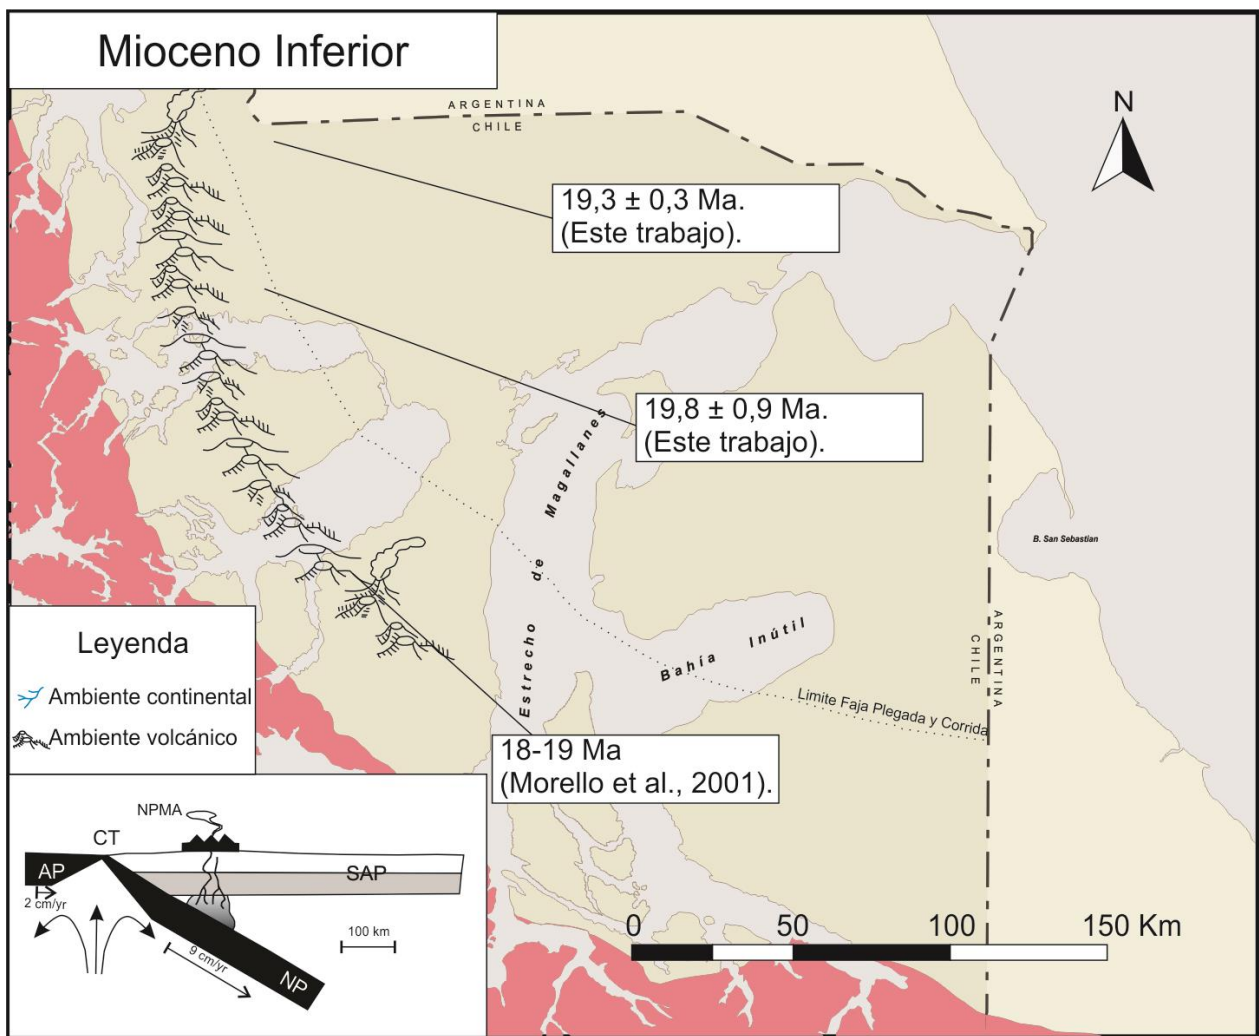 Mioceno Inferior
ARGENTINA
CHILE
N
19,3 ± 0,3 Ma.
(Este trabajo).
19,8 ± 0,9 Ma.
(Este trabajo).
Estrecho de Magallanes
B. San Sebastian
Bahía Inútil
CHILE
ARGENTINA
Limite Faja Plegada y Corrida
Leyenda
Ambiente continental
Ambiente volcánico
18-19 Ma
(Morello et al., 2001).
NPMA
CT
AP
SAP
2 cm/yr
100 km
9 cm/yr
NP
0 50 100 150 Km